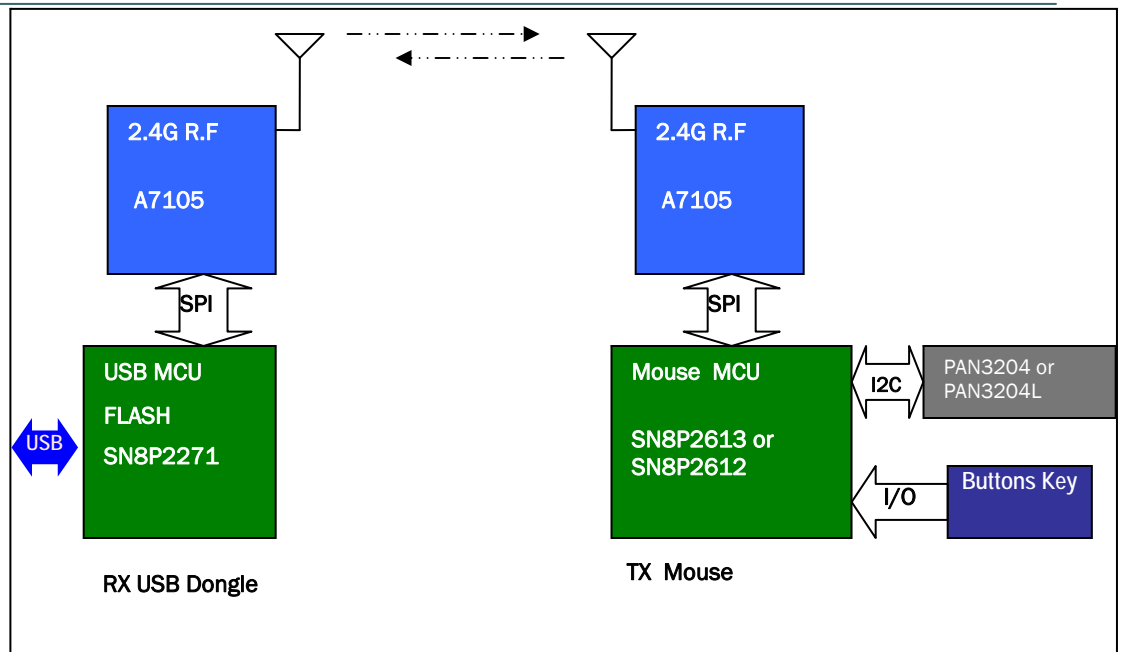 2.4G R.F
A7105
2.4G R.F
A7105
SPI
SPI
USB MCU
FLASH
SN8P2271
USB
Mouse MCU
SN8P2613 or
SN8P2612
I2C
PAN3204 or
PAN3204L
I/O
Buttons Key
RX USB Dongle
TX Mouse